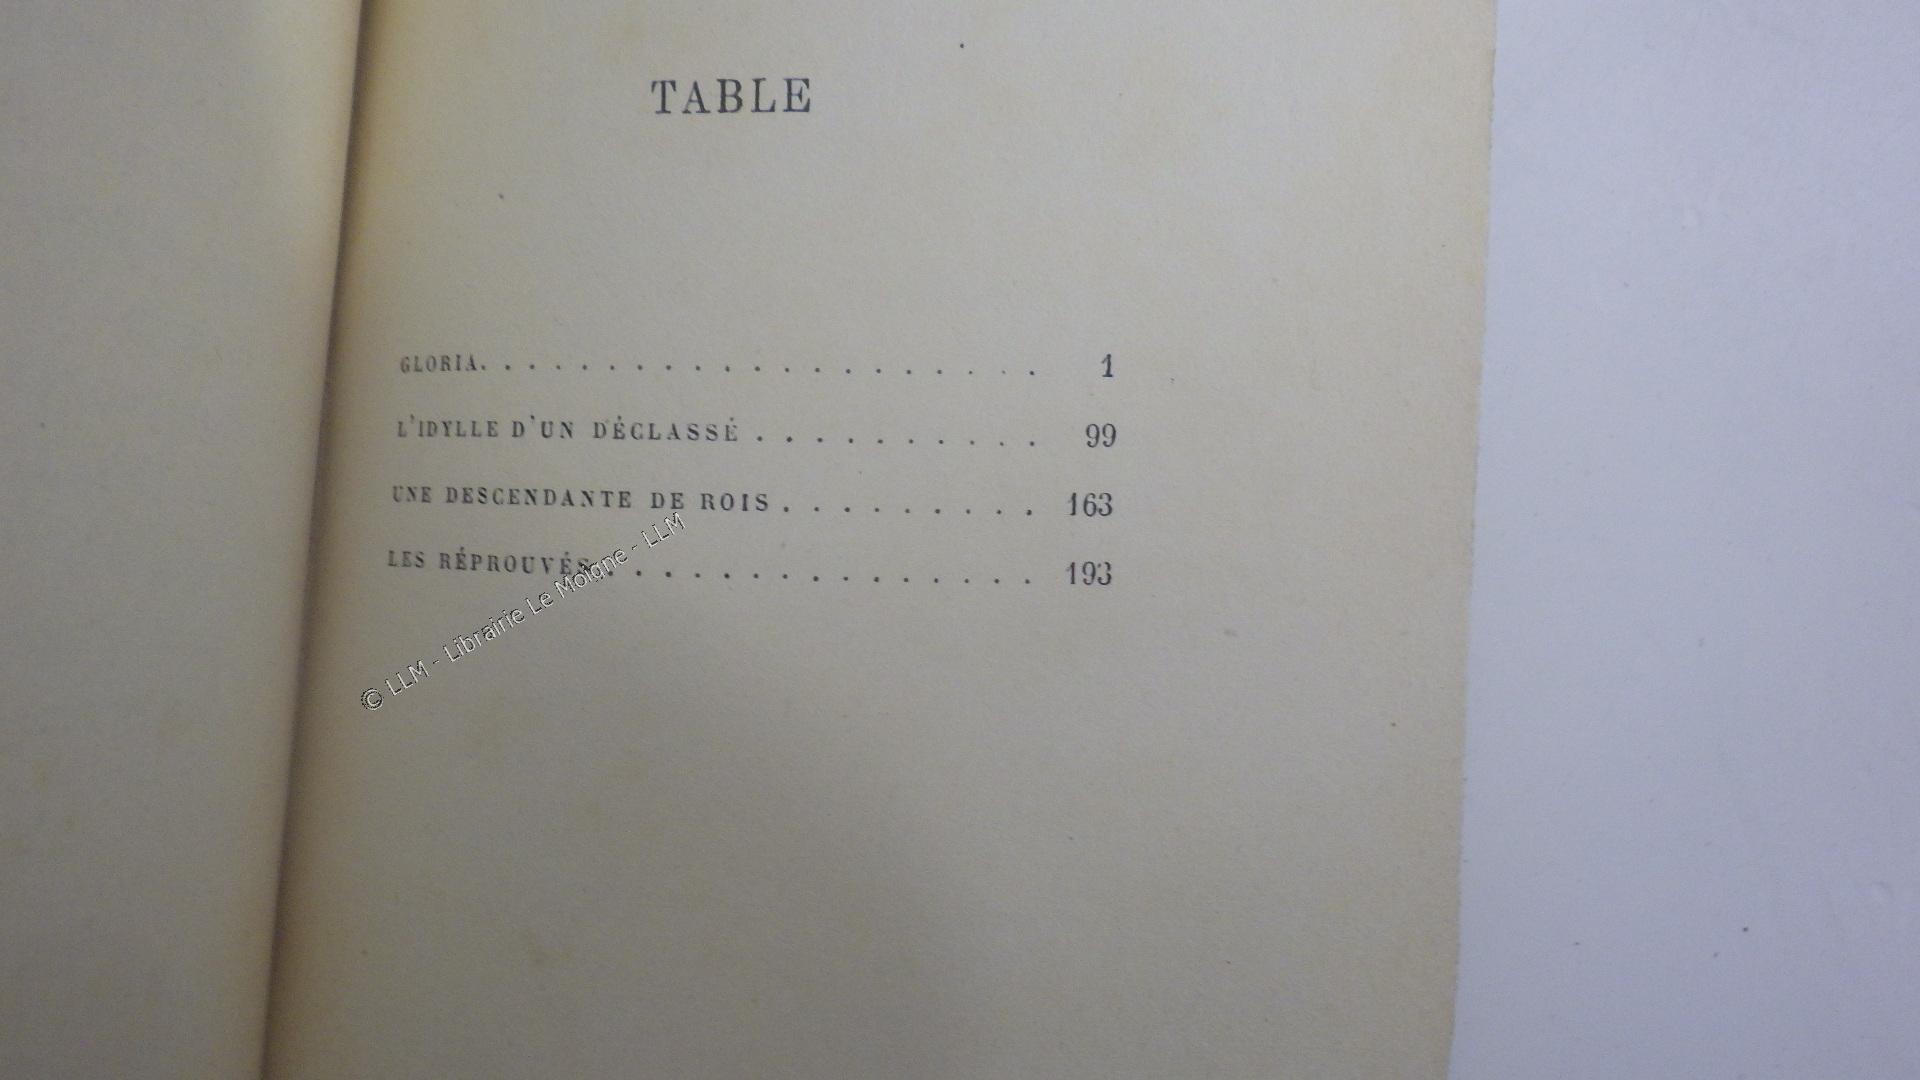 TABLE
GLORIA. . . . . . . . . . . . . . . . . . . . . 1
L'IDYLLE D'UN DÉCLASSÉ . . . . . . . . . . 99
UNE DESCENDANTE DE ROIS . . . . . . . . . 163
LES RÉPROUVÉS. . . . . . . . . . . . . . . . 193
© LLM - Librairie Le Moigne - LLM